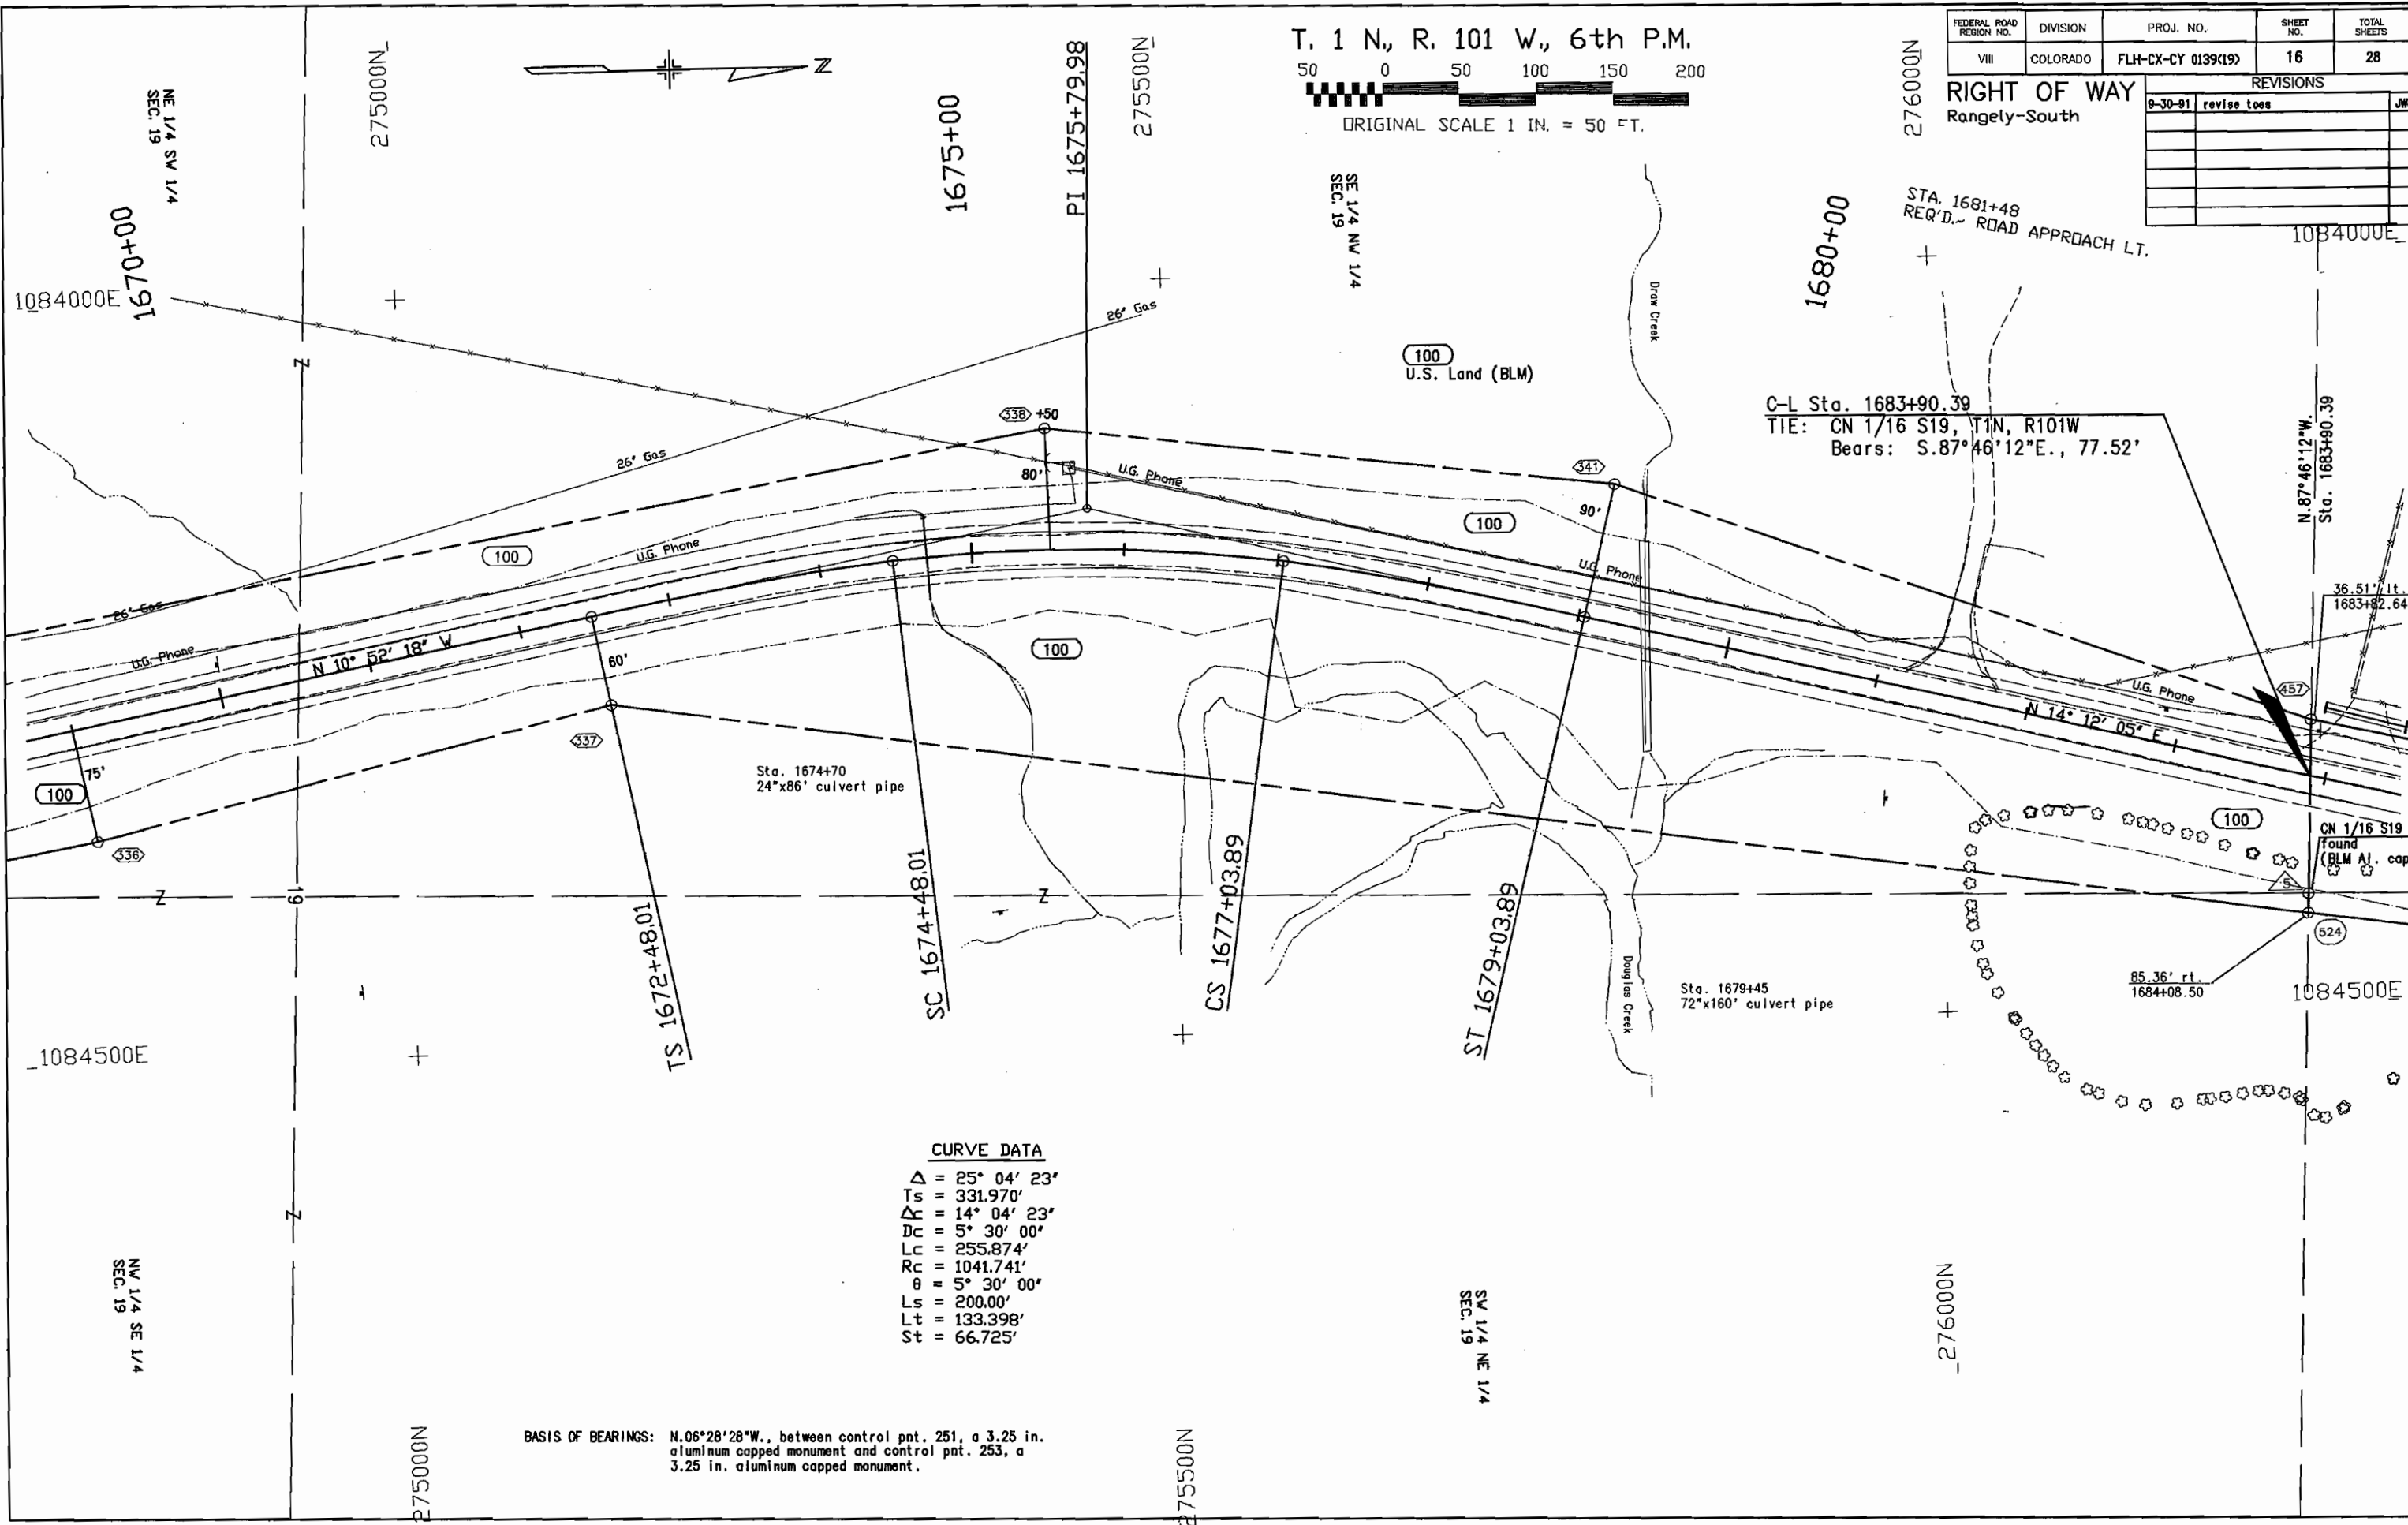 T. 1 N., R. 101 W., 6th P.M.
50 0 50 100 150 200
ORIGINAL SCALE 1 IN. = 50 FT.
FEDERAL ROAD REGION NO.
DIVISION
PROJ. NO.
SHEET NO.
TOTAL SHEETS
VIII
COLORADO
FLH-CX-CY 0139(19)
16
28
RIGHT OF WAY
Rangely-South
REVISIONS
9-30-91 revise toes
Z
275000N
275500N
276000N
NE 1/4 SW 1/4
SEC. 19
1670+00
1675+00
PI 1675+79.98
SE 1/4 NW 1/4
SEC. 19
1680+00
STA. 1681+48
REQ'D.~ ROAD APPROACH LT.
1084000E
1084000E
Draw Creek
26" Gas
100
U.S. Land (BLM)
C-L Sta. 1683+90.39
TIE: CN 1/16 S19, T1N, R101W
Bears: S.87°46'12"E., 77.52'
N.87°46'12"W.
Sta. 1683+90.39
338 +50
80'
26" Gas
U.G. Phone
341
90'
100
100
U.G. Phone
U.G. Phone
26" Gas
36.51' lt.
1683+82.64
U.G. Phone
N 10° 52' 18" W
60'
100
457
U.G. Phone
N 14° 12' 05" E
337
75'
100
Sta. 1674+70
24"x86' culvert pipe
336
100
CN 1/16 S19
found
(BLM Al. cap
Z
19
Z
5
524
85.36' rt.
1684+08.50
1084500E
TS 1672+48.01
SC 1674+48.01
CS 1677+03.89
ST 1679+03.89
Douglas Creek
Sta. 1679+45
72"x160' culvert pipe
1084500E
CURVE DATA
Δ = 25° 04' 23"
Ts = 331.970'
Δc = 14° 04' 23"
Dc = 5° 30' 00"
Lc = 255.874'
Rc = 1041.741'
θ = 5° 30' 00"
Ls = 200.00'
Lt = 133.398'
St = 66.725'
Z
Z
NW 1/4 SE 1/4
SEC. 19
SW 1/4 NE 1/4
SEC. 19
BASIS OF BEARINGS: N.06°28'28"W., between control pnt. 251, a 3.25 in.
aluminum capped monument and control pnt. 253, a
3.25 in. aluminum capped monument.
275000N
275500N
276000N